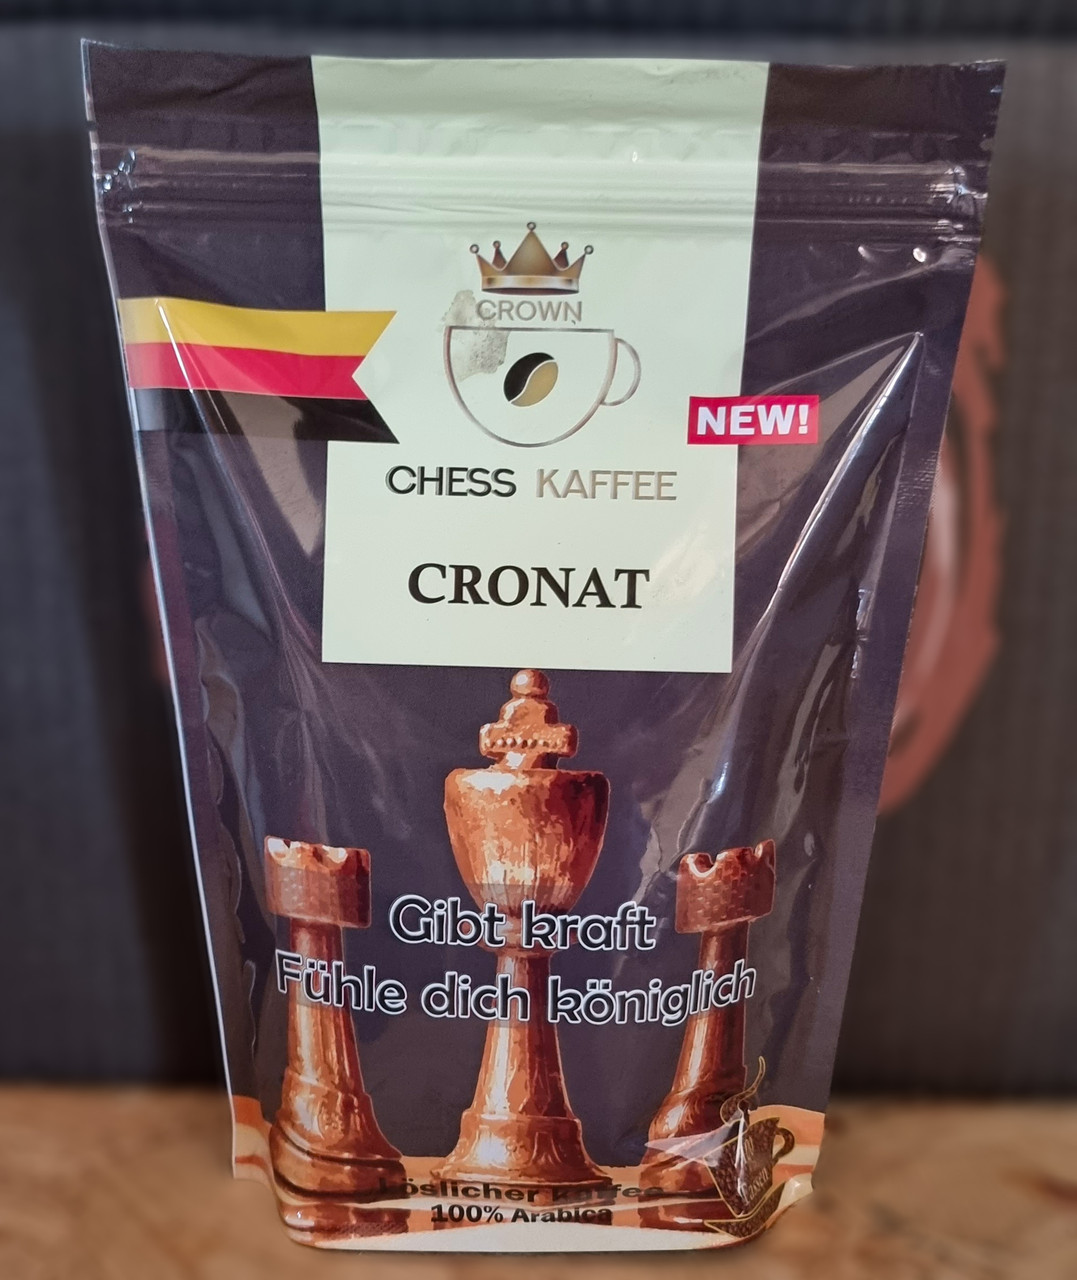 CROWN
NEW!
CHESS KAFFEE
CRONAT
Gibt kraft
Fühle dich königlich
Löslicher kaffee
100% Arabica